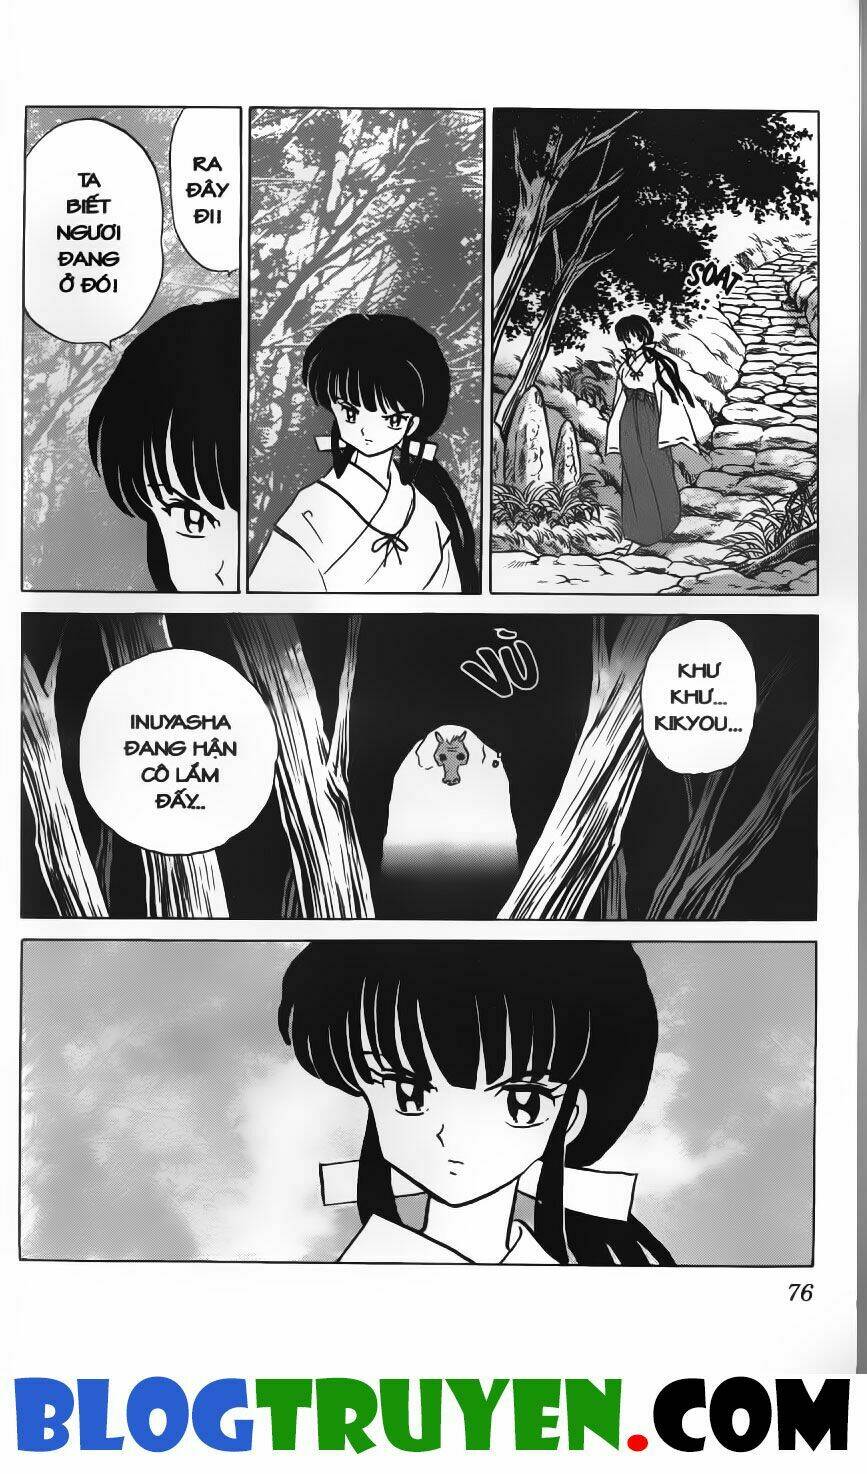 SOẠT
RA
ĐÂY
ĐI!
TA
BIẾT
NGƯƠI
ĐANG
Ở ĐÓ!
KHƯ
KHƯ...
KIKYOU...
VÙ
INUYASHA
ĐANG HẬN
CÔ LẮM
ĐẤY...
76
BLOGTRUYEN.COM